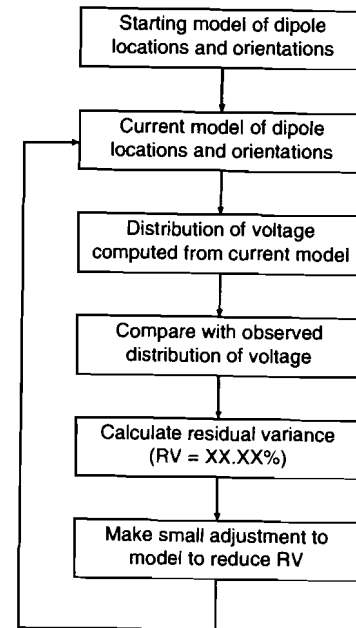 Starting model of dipole
locations and orientations
Current model of dipole
locations and orientations
Distribution of voltage
computed from current model
Compare with observed
distribution of voltage
Calculate residual variance
(RV = XX.XX%)
Make small adjustment to
model to reduce RV